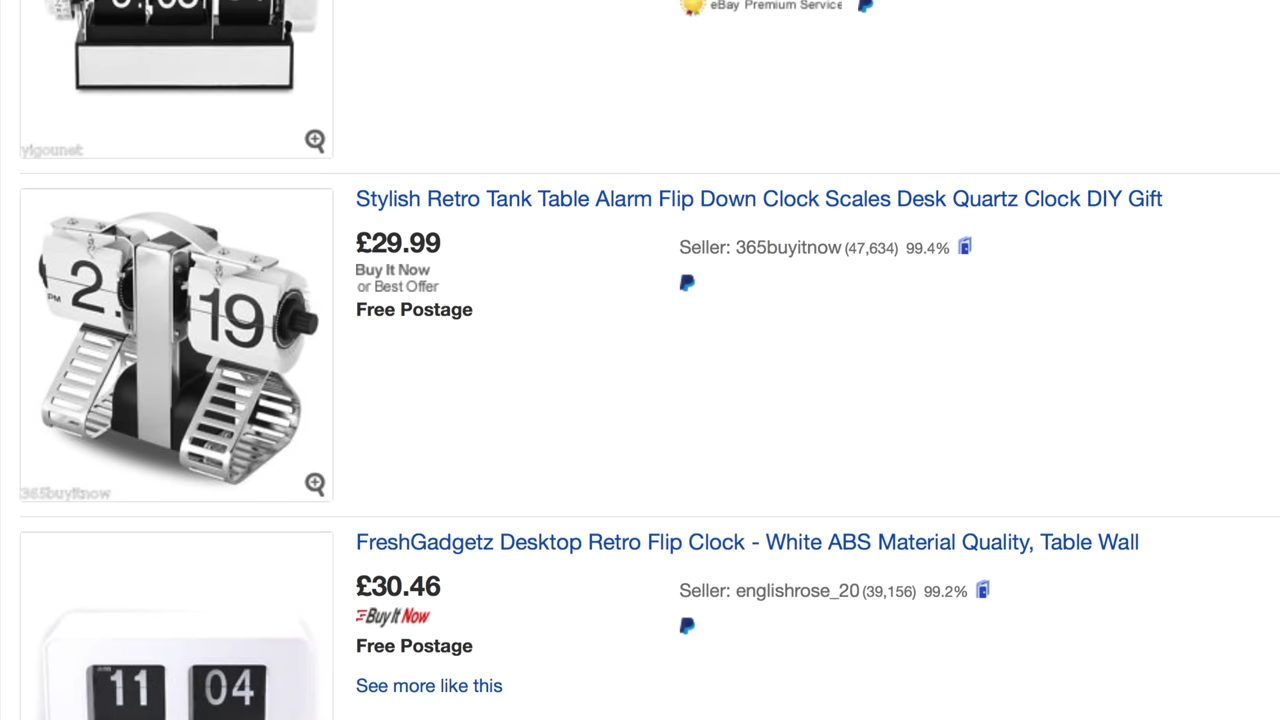 eBay Premium Service
yigounet
Stylish Retro Tank Table Alarm Flip Down Clock Scales Desk Quartz Clock DIY Gift
£29.99
Seller: 365buyitnow (47,634) 99.4%
Buy It Now
or Best Offer
Free Postage
PM 2. 19
365buyitnow
FreshGadgetz Desktop Retro Flip Clock - White ABS Material Quality, Table Wall
£30.46
Seller: englishrose_20 (39,156) 99.2%
Buy It Now
Free Postage
See more like this
11 04